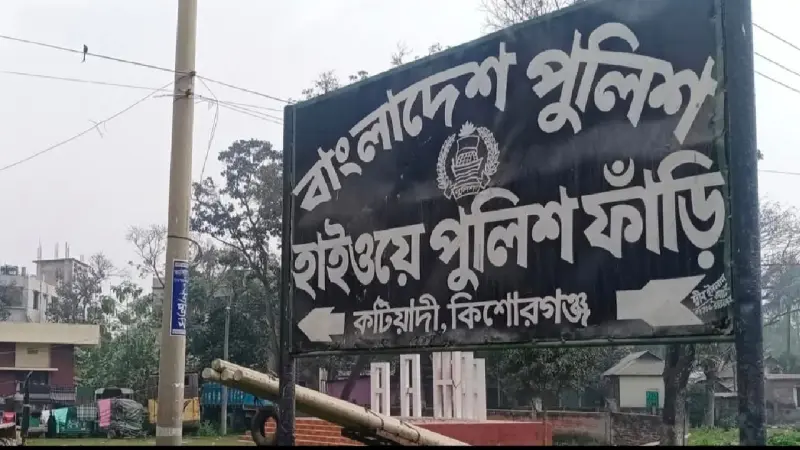 বাংলাদেশ পুলিশ
হাইওয়ে পুলিশ ফাঁড়ি
কটিয়াদী, কিশোরগঞ্জ